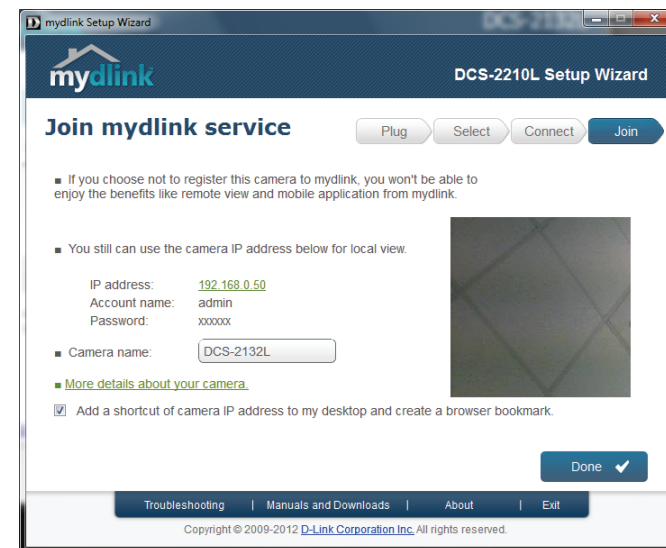 mydlink Setup Wizard
mydlink
DCS-2210L Setup Wizard
Join mydlink service
Plug
Select
Connect
Join
■ If you choose not to register this camera to mydlink, you won't be able to
enjoy the benefits like remote view and mobile application from mydlink.
■ You still can use the camera IP address below for local view.
IP address: 192.168.0.50
Account name: admin
Password: xxxxxx
■ Camera name: DCS-2132L
■ More details about your camera.
Add a shortcut of camera IP address to my desktop and create a browser bookmark.
Done
Troubleshooting | Manuals and Downloads | About | Exit
Copyright © 2009-2012 D-Link Corporation Inc. All rights reserved.